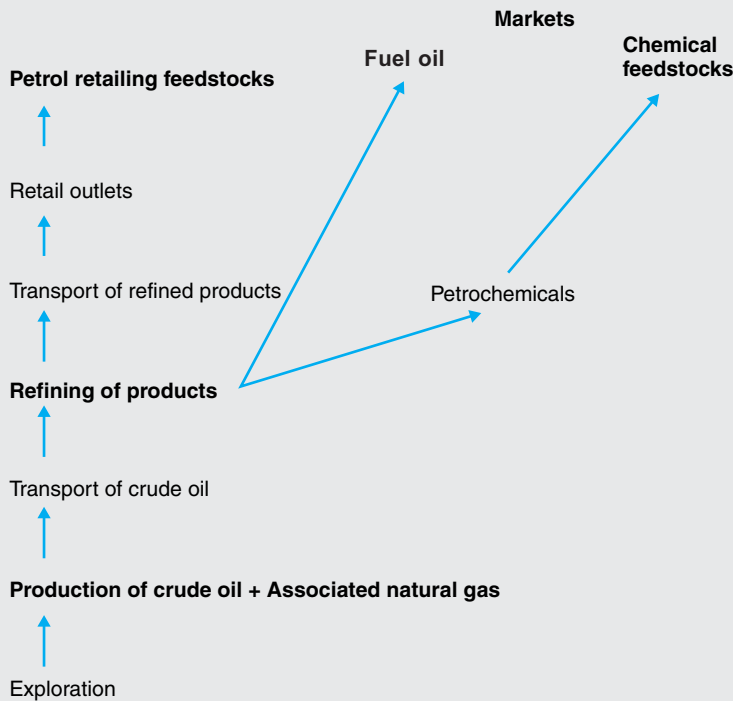 Markets
Fuel oil
Chemical
feedstocks
Petrol retailing feedstocks
Retail outlets
Transport of refined products
Petrochemicals
Refining of products
Transport of crude oil
Production of crude oil + Associated natural gas
Exploration